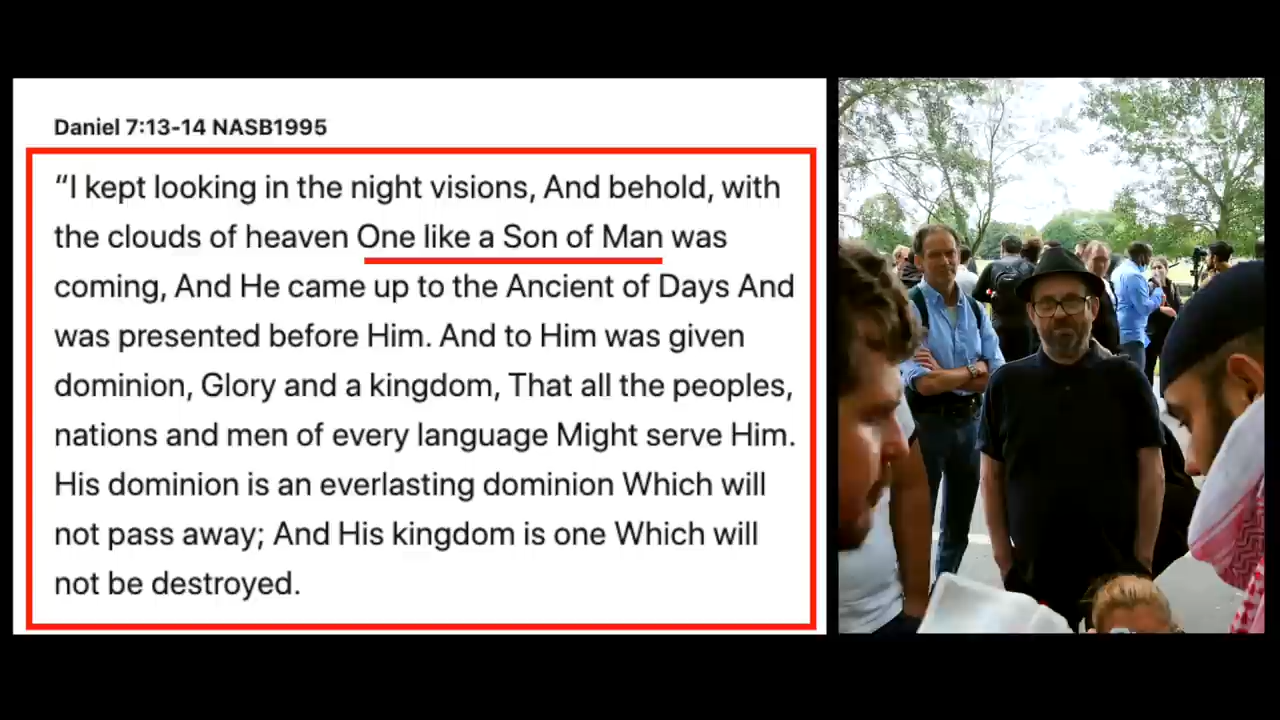 Daniel 7:13-14 NASB1995
“I kept looking in the night visions, And behold, with
the clouds of heaven One like a Son of Man was
coming, And He came up to the Ancient of Days And
was presented before Him. And to Him was given
dominion, Glory and a kingdom, That all the peoples,
nations and men of every language Might serve Him.
His dominion is an everlasting dominion Which will
not pass away; And His kingdom is one Which will
not be destroyed.